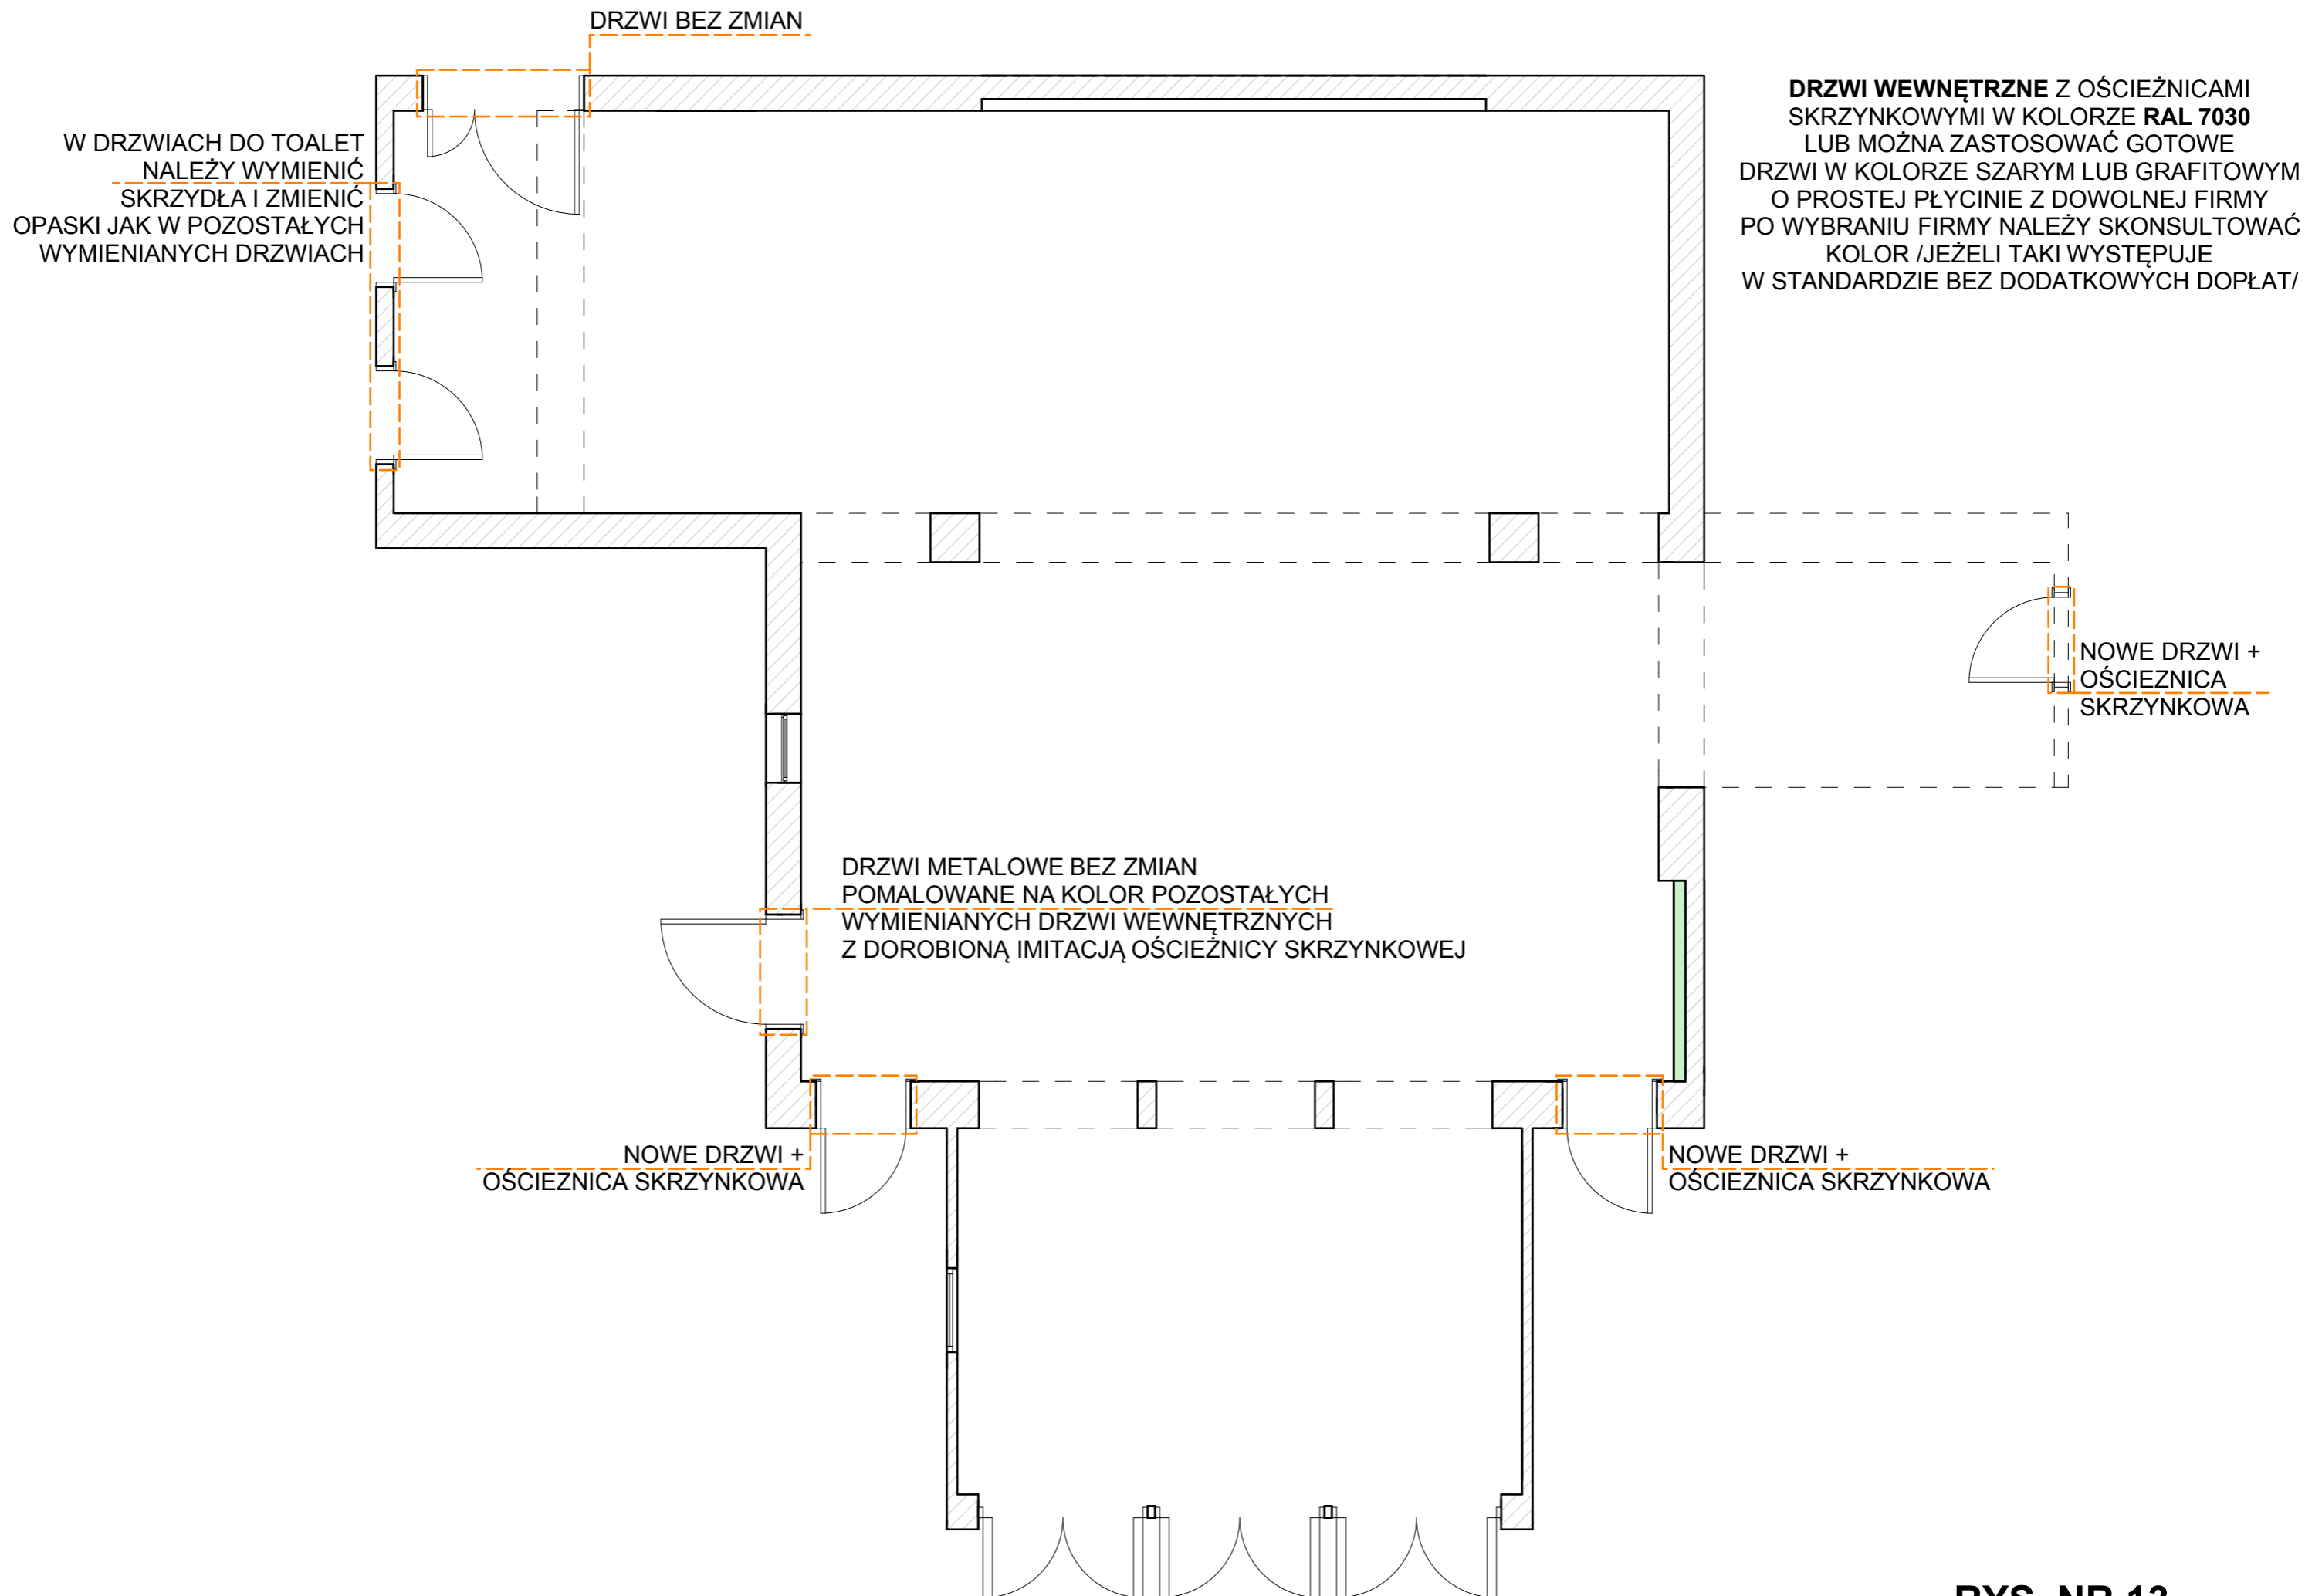 DRZWI BEZ ZMIAN
DRZWI WEWNĘTRZNE Z OŚCIEŻNICAMI
SKRZYNKOWYMI W KOLORZE RAL 7030
LUB MOŻNA ZASTOSOWAĆ GOTOWE
DRZWI W KOLORZE SZARYM LUB GRAFITOWYM
O PROSTEJ PŁYCINIE Z DOWOLNEJ FIRMY
PO WYBRANIU FIRMY NALEŻY SKONSULTOWAĆ
KOLOR /JEŻELI TAKI WYSTĘPUJE
W STANDARDZIE BEZ DODATKOWYCH DOPŁAT/
W DRZWIACH DO TOALET
NALEŻY WYMIENIĆ
SKRZYDŁA I ZMIENIĆ
OPASKI JAK W POZOSTAŁYCH
WYMIENIANYCH DRZWIACH
NOWE DRZWI +
OŚCIEZNICA
SKRZYNKOWA
DRZWI METALOWE BEZ ZMIAN
POMALOWANE NA KOLOR POZOSTAŁYCH
WYMIENIANYCH DRZWI WEWNĘTRZNYCH
Z DOROBIONĄ IMITACJĄ OŚCIEŻNICY SKRZYNKOWEJ
NOWE DRZWI +
OŚCIEZNICA SKRZYNKOWA
NOWE DRZWI +
OŚCIEZNICA SKRZYNKOWA
RYS. NR 13